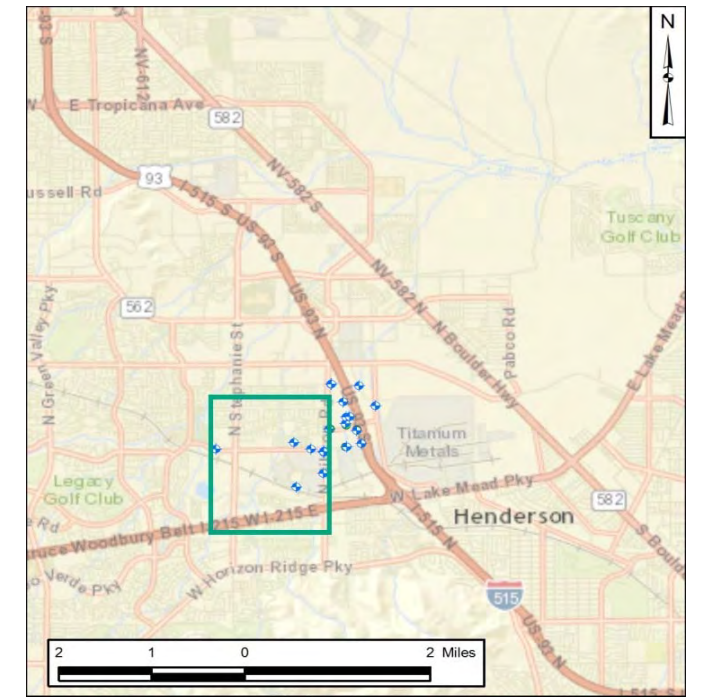 N
93 S
NV-612
E Tropicana Ave
582
93
NV-582 S
ussell Rd
I-515 S US-93 S
Tuscany
Golf Club
NV-582 N
US-93 N
562
N Green Valley Pky
N Stephanie St
N Boulder Hwy
Pabco Rd
E Lake Mead P
Titanium
Metals
Legacy
Golf Club
W Lake Mead Pky
582
Henderson
ruce Woodbury Belt I-215 W I-215 E
I-515 N
S Bould
W Horizon Ridge Pky
o Verde Pky
515
US-93 N
2 1 0 2 Miles
I-515 S